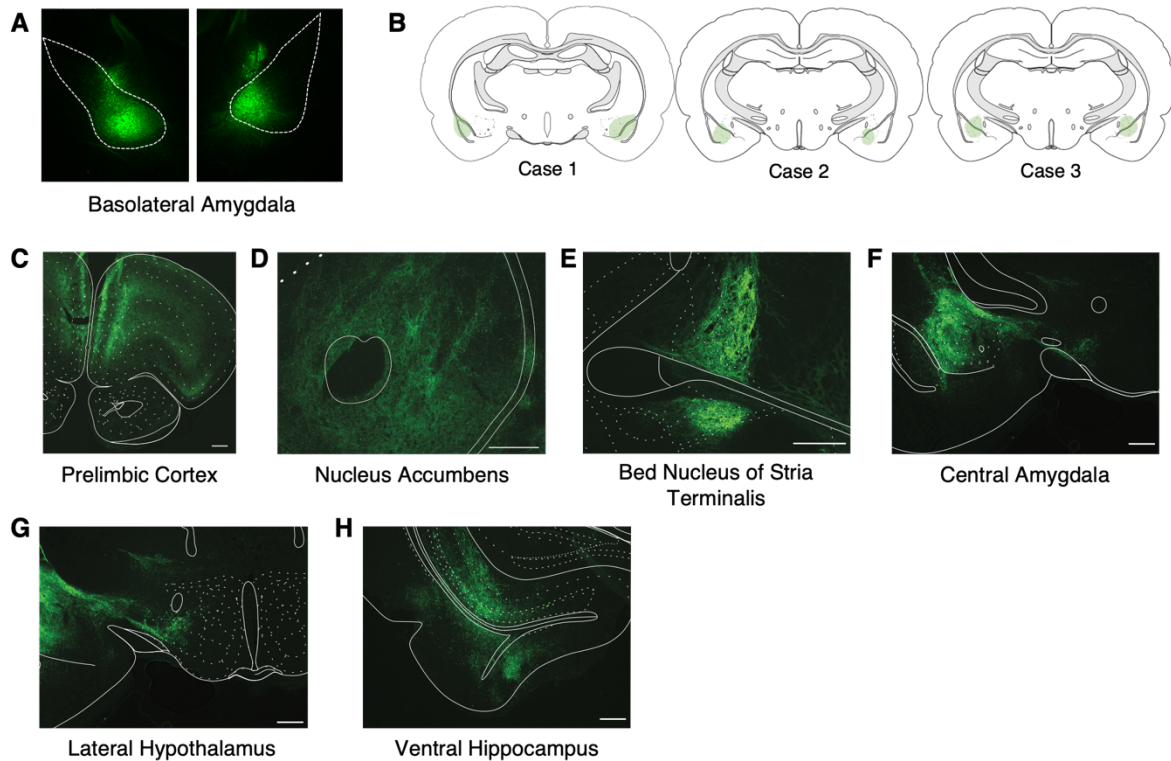 A
B
Basolateral Amygdala
Case 1
Case 2
Case 3
C
D
E
F
Prelimbic Cortex
Nucleus Accumbens
Bed Nucleus of Stria
Terminalis
Central Amygdala
G
H
Lateral Hypothalamus
Ventral Hippocampus